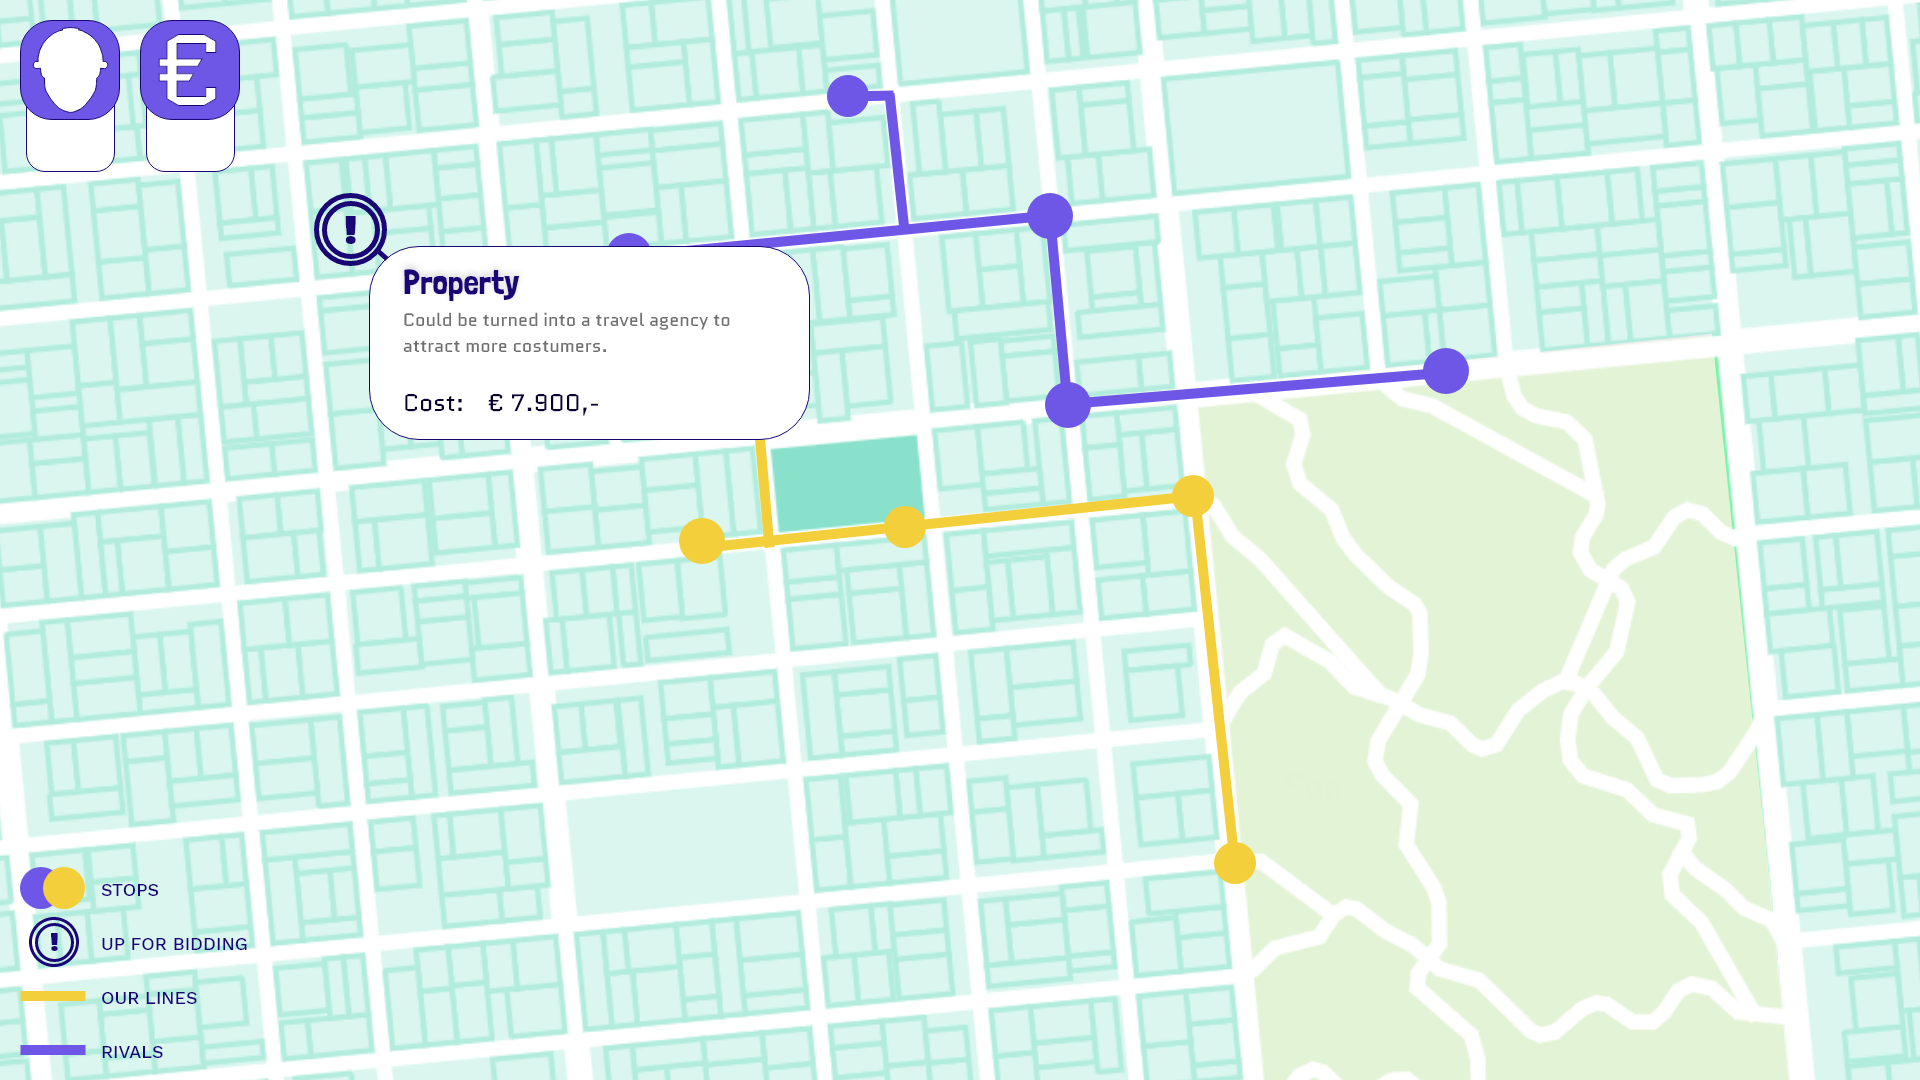 €
!
Property
Could be turned into a travel agency to
attract more costumers.
Cost: € 7.900,-
STOPS
! UP FOR BIDDING
OUR LINES
RIVALS